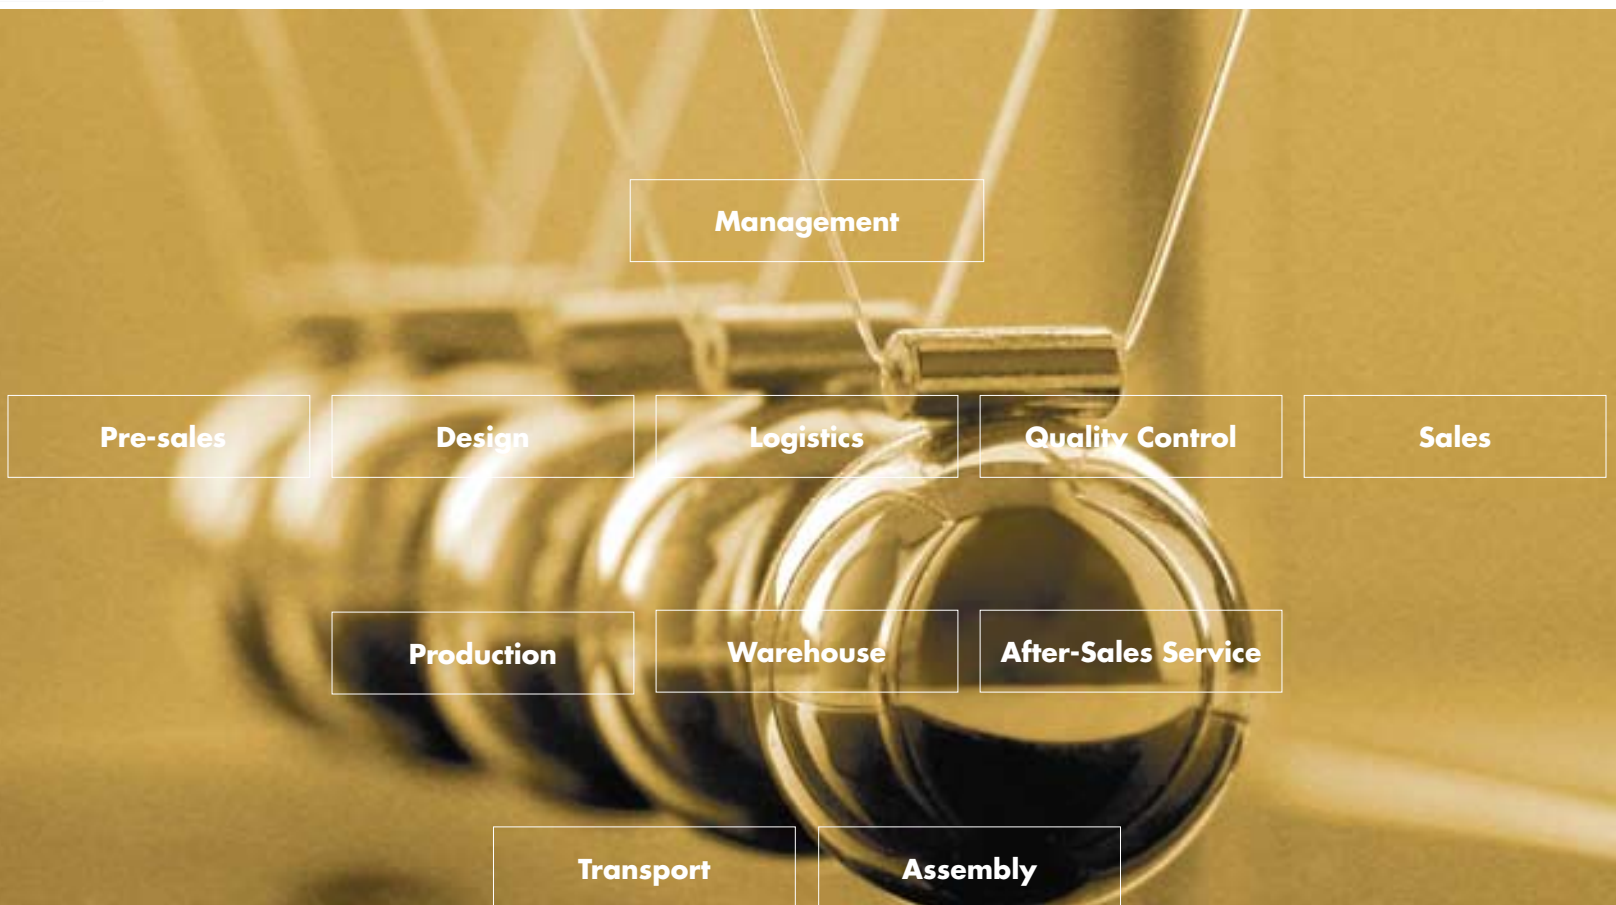 Management
Pre-sales
Design
Logistics
Quality Control
Sales
Production
Warehouse
After-Sales Service
Transport
Assembly